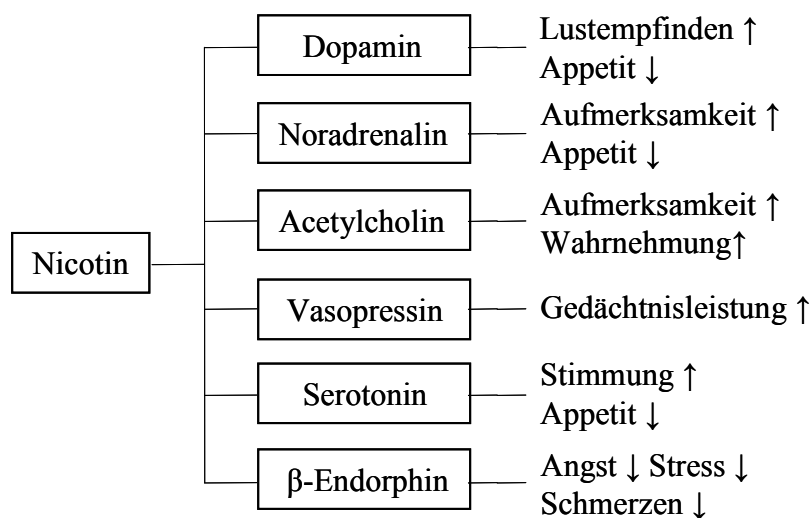 Dopamin
Lustempfinden ↑
Appetit ↓
Noradrenalin
Aufmerksamkeit ↑
Appetit ↓
Acetylcholin
Aufmerksamkeit ↑
Wahrnehmung↑
Nicotin
Vasopressin
Gedächtnisleistung ↑
Serotonin
Stimmung ↑
Appetit ↓
β-Endorphin
Angst ↓ Stress ↓
Schmerzen ↓